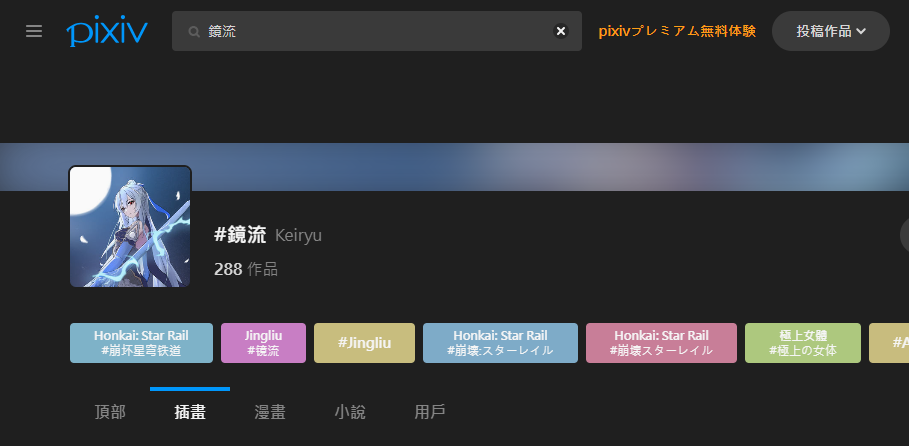 pixiv
鏡流
pixivプレミアム無料体験
投稿作品
#鏡流 Keiryu
288 作品
Honkai: Star Rail
#崩坏星穹铁道
Jingliu
#镜流
#Jingliu
Honkai: Star Rail
#崩壊:スターレイル
Honkai: Star Rail
#崩壊スターレイル
極上女體
#極上の女体
頂部
插畫
漫畫
小說
用戶